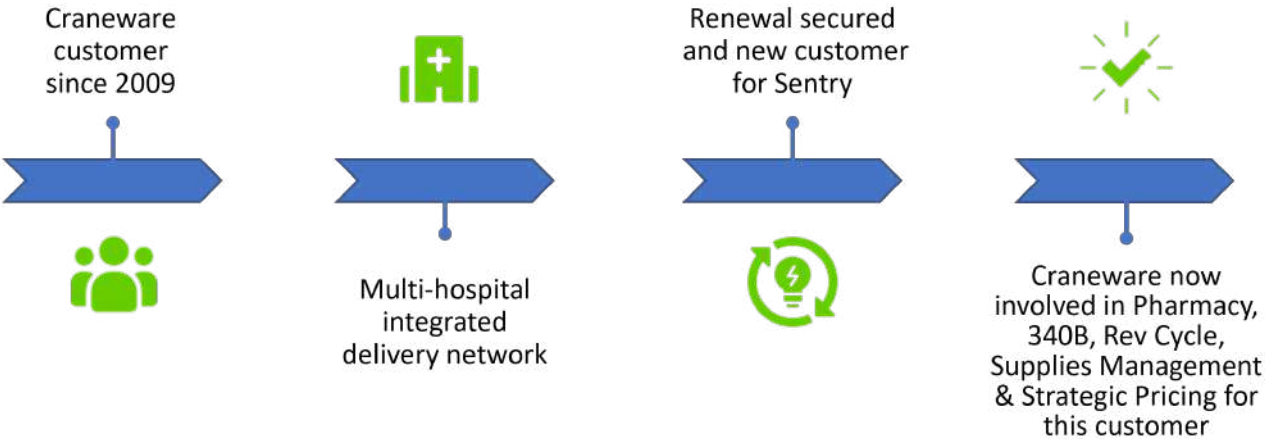 Craneware
customer
since 2009
Multi-hospital
integrated
delivery network
Renewal secured
and new customer
for Sentry
Craneware now
involved in Pharmacy,
340B, Rev Cycle,
Supplies Management
& Strategic Pricing for
this customer